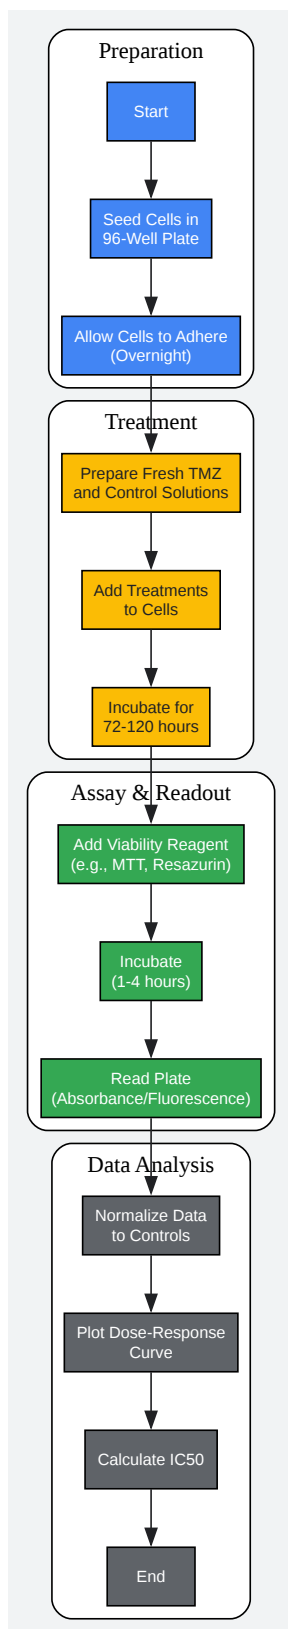 Preparation
Start
Seed Cells in
96-Well Plate
Allow Cells to Adhere
(Overnight)
Treatment
Prepare Fresh TMZ
and Control Solutions
Add Treatments
to Cells
Incubate for
72-120 hours
Assay & Readout
Add Viability Reagent
(e.g., MTT, Resazurin)
Incubate
(1-4 hours)
Read Plate
(Absorbance/Fluorescence)
Data Analysis
Normalize Data
to Controls
Plot Dose-Response
Curve
Calculate IC50
End